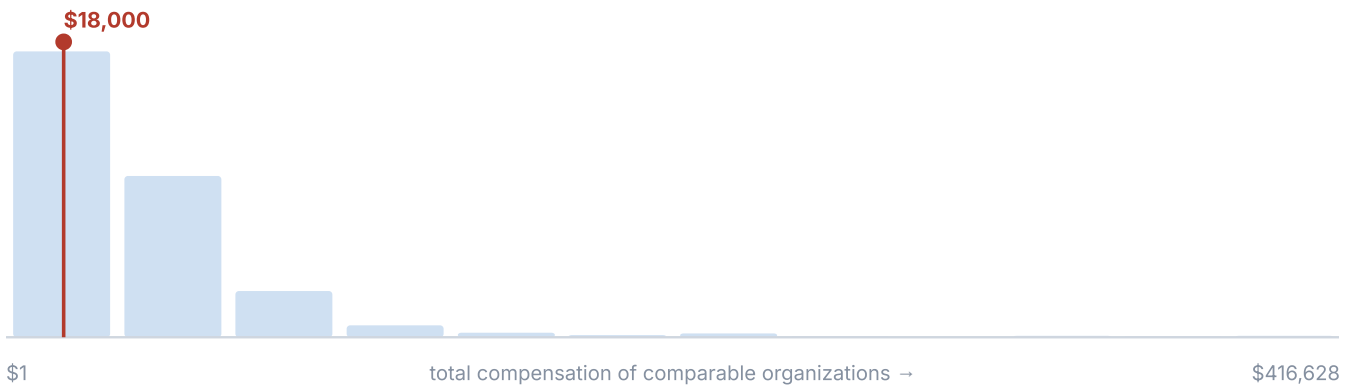 $18,000
$1 total compensation of comparable organizations → $416,628